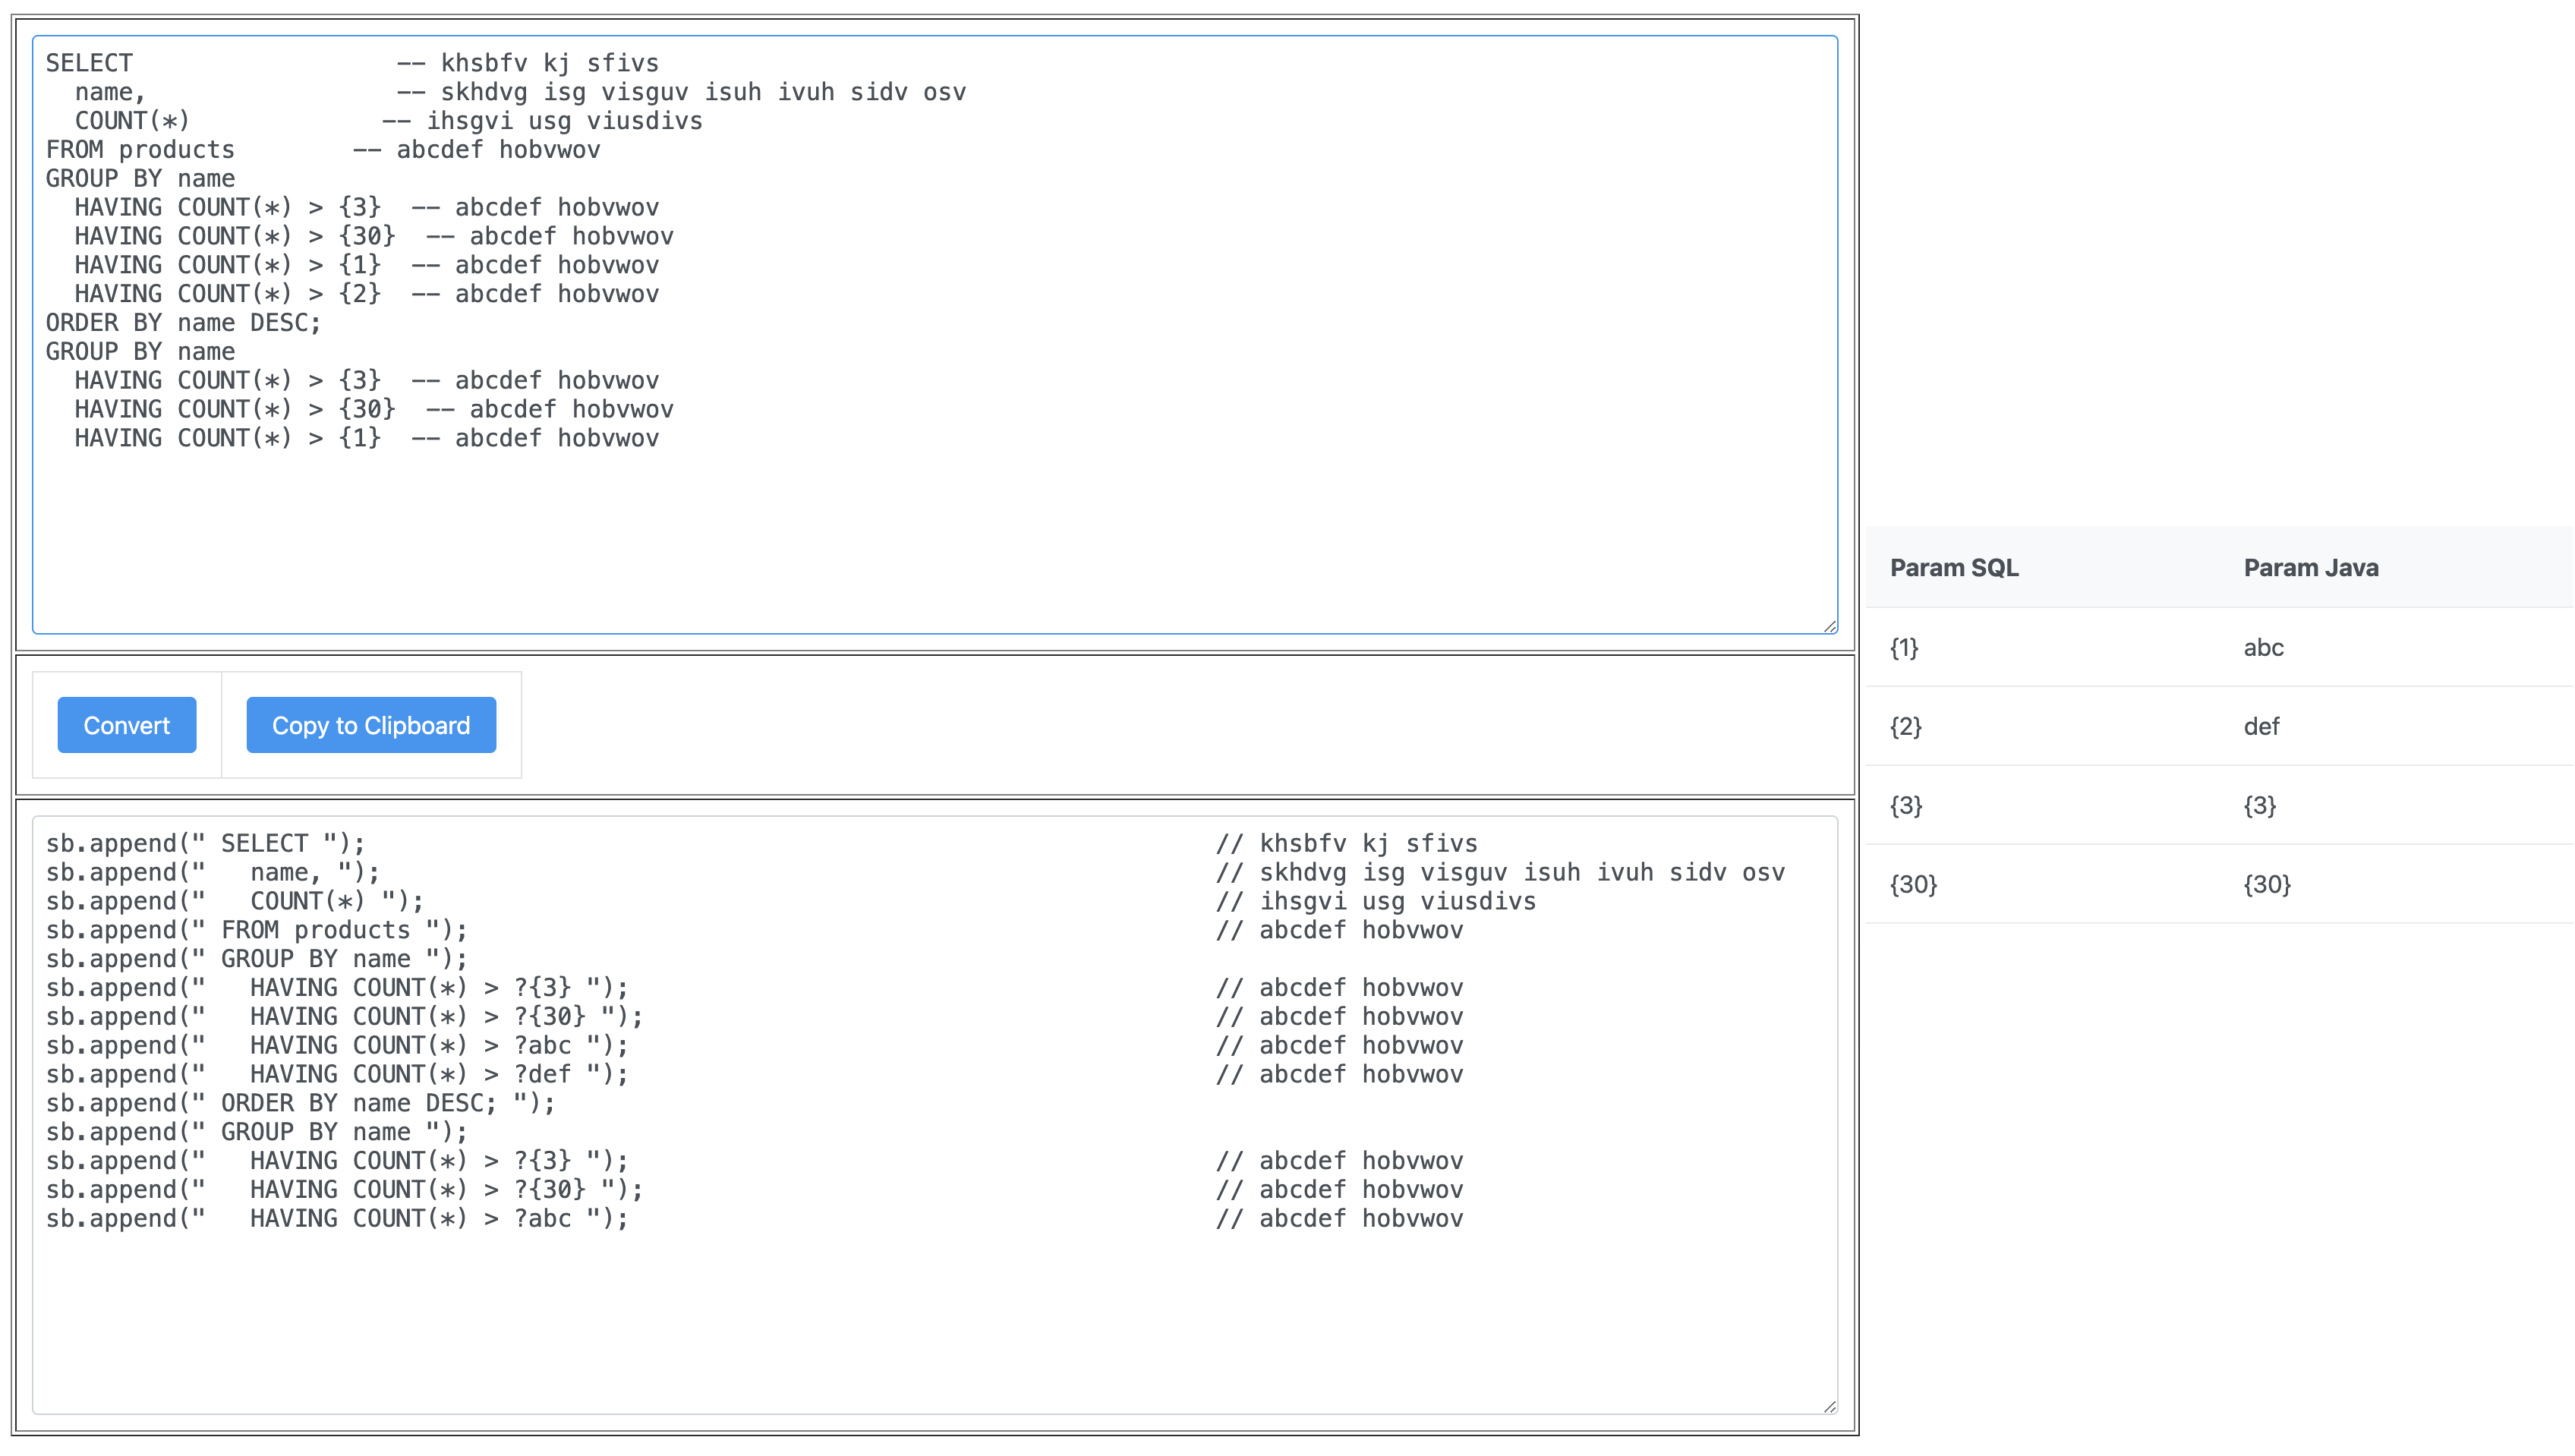 SELECT                  -- khsbfv kj sfivs
  name,                 -- skhdvg isg visguv isuh ivuh sidv osv
  COUNT(*)             -- ihsgvi usg viusdivs
FROM products        -- abcdef hobvwov
GROUP BY name
  HAVING COUNT(*) > {3}  -- abcdef hobvwov
  HAVING COUNT(*) > {30}  -- abcdef hobvwov
  HAVING COUNT(*) > {1}  -- abcdef hobvwov
  HAVING COUNT(*) > {2}  -- abcdef hobvwov
ORDER BY name DESC;
GROUP BY name
  HAVING COUNT(*) > {3}  -- abcdef hobvwov
  HAVING COUNT(*) > {30}  -- abcdef hobvwov
  HAVING COUNT(*) > {1}  -- abcdef hobvwov
Convert Copy to Clipboard
sb.append(" SELECT ");                                                          // khsbfv kj sfivs
sb.append("   name, ");                                                         // skhdvg isg visguv isuh ivuh sidv osv
sb.append("   COUNT(*) ");                                                      // ihsgvi usg viusdivs
sb.append(" FROM products ");                                                   // abcdef hobvwov
sb.append(" GROUP BY name ");
sb.append("   HAVING COUNT(*) > ?{3} ");                                        // abcdef hobvwov
sb.append("   HAVING COUNT(*) > ?{30} ");                                       // abcdef hobvwov
sb.append("   HAVING COUNT(*) > ?abc ");                                        // abcdef hobvwov
sb.append("   HAVING COUNT(*) > ?def ");                                        // abcdef hobvwov
sb.append(" ORDER BY name DESC; ");
sb.append(" GROUP BY name ");
sb.append("   HAVING COUNT(*) > ?{3} ");                                        // abcdef hobvwov
sb.append("   HAVING COUNT(*) > ?{30} ");                                       // abcdef hobvwov
sb.append("   HAVING COUNT(*) > ?abc ");                                        // abcdef hobvwov
Param SQL Param Java
{1} abc
{2} def
{3} {3}
{30} {30}